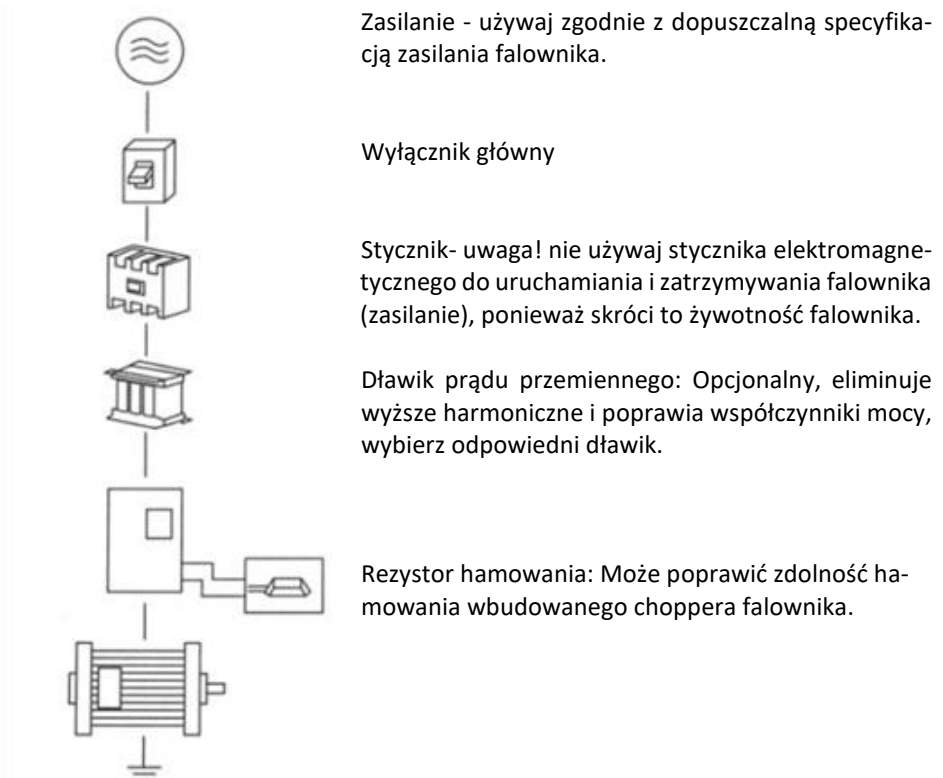 Zasilanie - używaj zgodnie z dopuszczalną specyfika-
cją zasilania falownika.
Wyłącznik główny
Stycznik- uwaga! nie używaj stycznika elektromagne-
tycznego do uruchamiania i zatrzymywania falownika
(zasilanie), ponieważ skróci to żywotność falownika.
Dławik prądu przemiennego: Opcjonalny, eliminuje
wyższe harmoniczne i poprawia współczynniki mocy,
wybierz odpowiedni dławik.
Rezystor hamowania: Może poprawić zdolność ha-
mowania wbudowanego choppera falownika.